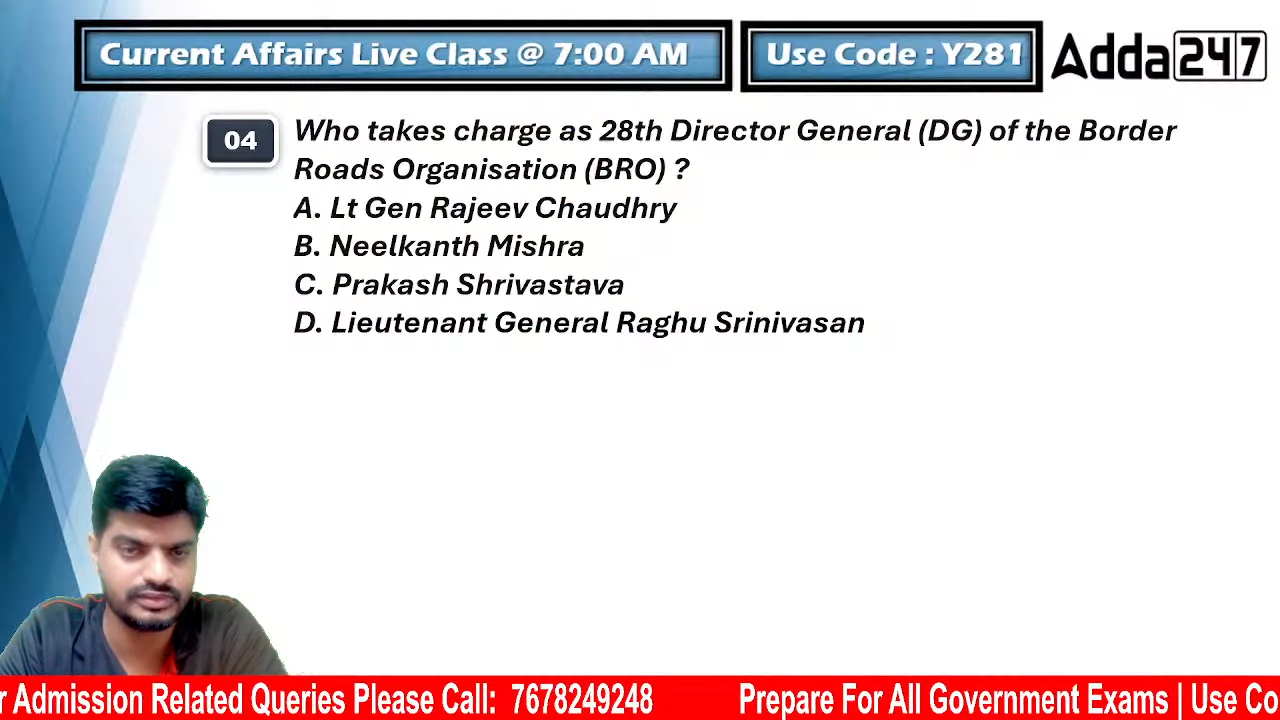 Current Affairs Live Class @ 7:00 AM
Use Code : Y281
Adda247
04
Who takes charge as 28th Director General (DG) of the Border
Roads Organisation (BRO) ?
A. Lt Gen Rajeev Chaudhry
B. Neelkanth Mishra
C. Prakash Shrivastava
D. Lieutenant General Raghu Srinivasan
r Admission Related Queries Please Call: 7678249248 Prepare For All Government Exams | Use Co